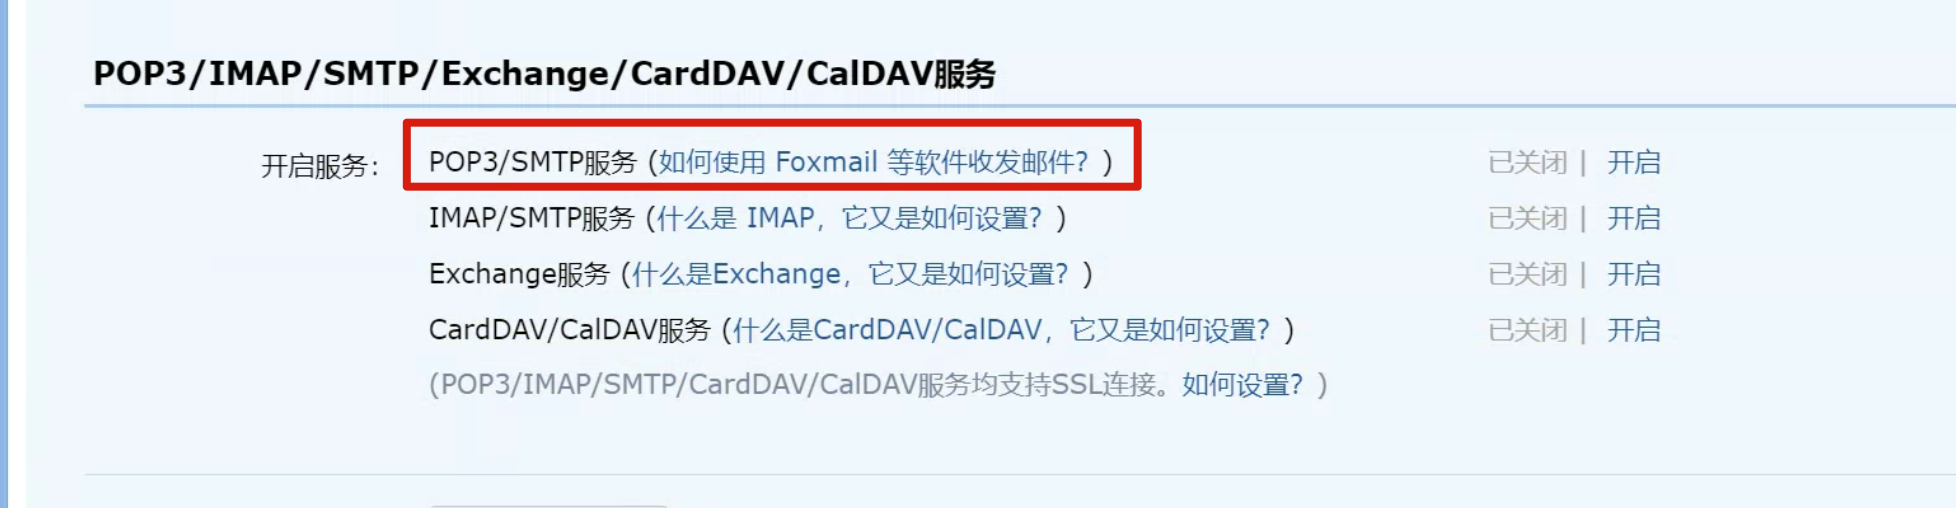 POP3/IMAP/SMTP/Exchange/CardDAV/CalDAV服务
开启服务: POP3/SMTP服务 (如何使用 Foxmail 等软件收发邮件? ) 已关闭 | 开启
IMAP/SMTP服务 (什么是 IMAP，它又是如何设置? ) 已关闭 | 开启
Exchange服务 (什么是Exchange，它又是如何设置? ) 已关闭 | 开启
CardDAV/CalDAV服务 (什么是CardDAV/CalDAV，它又是如何设置? ) 已关闭 | 开启
(POP3/IMAP/SMTP/CardDAV/CalDAV服务均支持SSL连接。如何设置? )